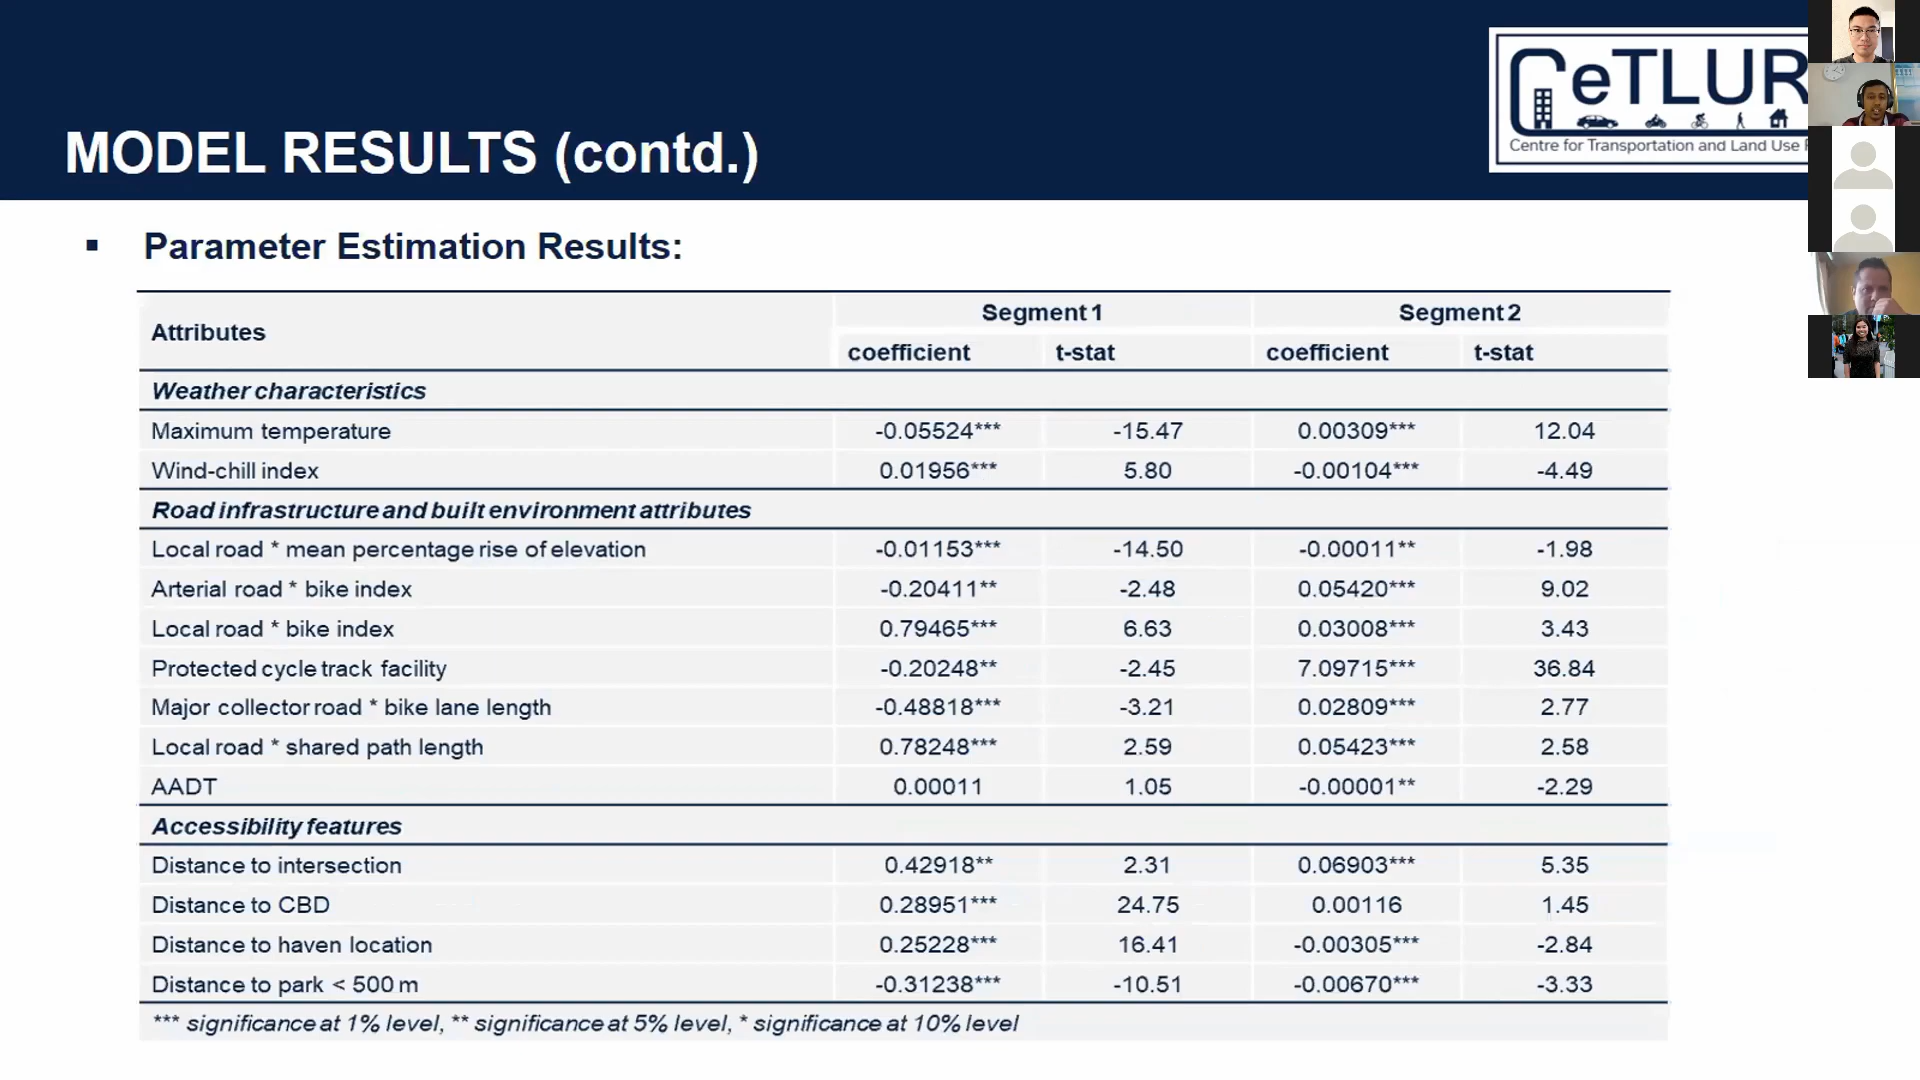 MODEL RESULTS (contd.)
CeTLUR
Centre for Transportation and Land Use
▪ Parameter Estimation Results:
Attributes Segment 1 Segment 2
coefficient t-stat coefficient t-stat
Weather characteristics
Maximum temperature -0.05524*** -15.47 0.00309*** 12.04
Wind-chill index 0.01956*** 5.80 -0.00104*** -4.49
Road infrastructure and built environment attributes
Local road * mean percentage rise of elevation -0.01153*** -14.50 -0.00011** -1.98
Arterial road * bike index -0.20411** -2.48 0.05420*** 9.02
Local road * bike index 0.79465*** 6.63 0.03008*** 3.43
Protected cycle track facility -0.20248** -2.45 7.09715*** 36.84
Major collector road * bike lane length -0.48818*** -3.21 0.02809*** 2.77
Local road * shared path length 0.78248*** 2.59 0.05423*** 2.58
AADT 0.00011 1.05 -0.00001** -2.29
Accessibility features
Distance to intersection 0.42918** 2.31 0.06903*** 5.35
Distance to CBD 0.28951*** 24.75 0.00116 1.45
Distance to haven location 0.25228*** 16.41 -0.00305*** -2.84
Distance to park < 500 m -0.31238*** -10.51 -0.00670*** -3.33
*** significance at 1% level, ** significance at 5% level, * significance at 10% level